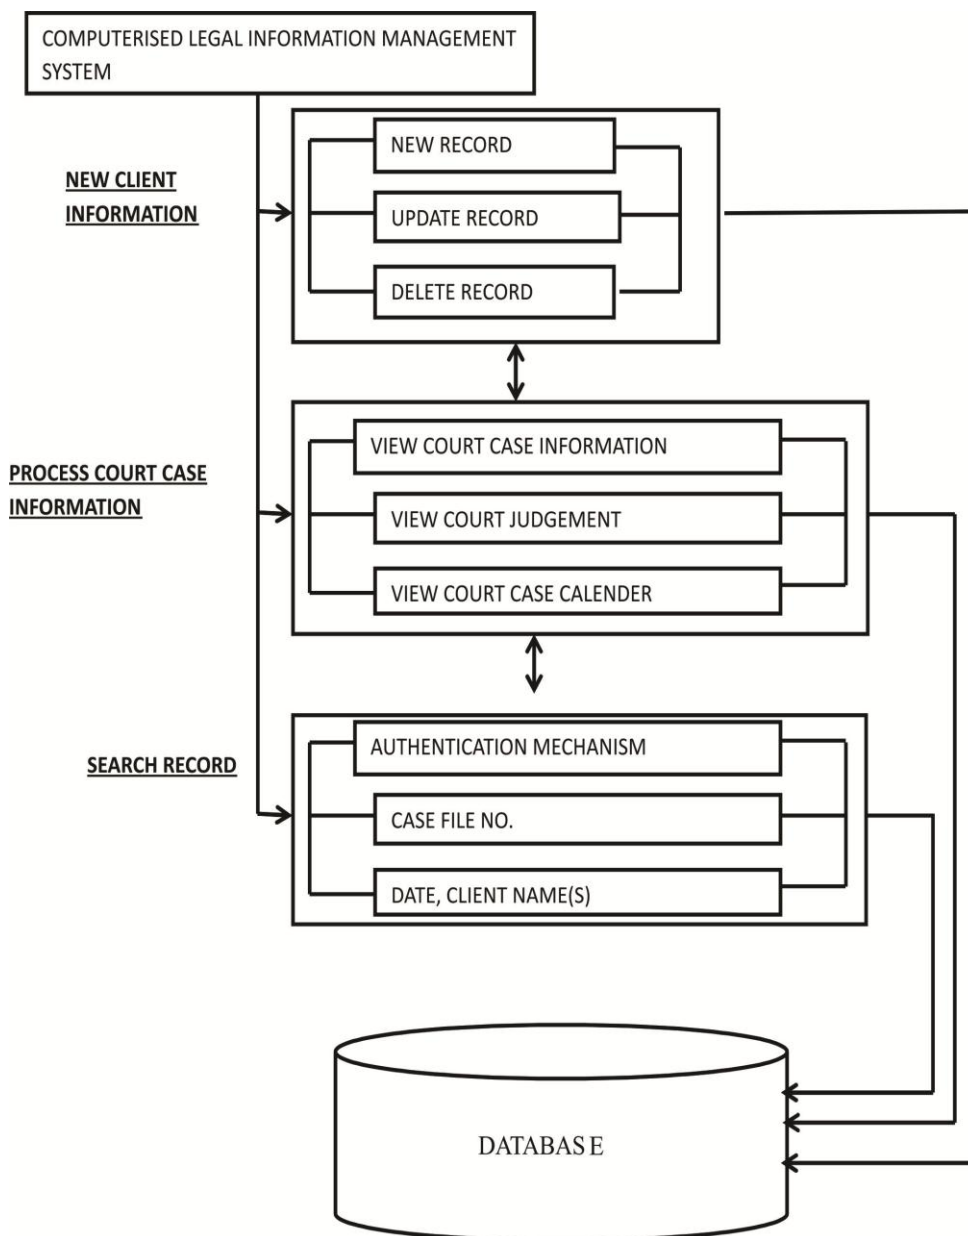 COMPUTERISED LEGAL INFORMATION MANAGEMENT
SYSTEM
NEW CLIENT
INFORMATION
NEW RECORD
UPDATE RECORD
DELETE RECORD
PROCESS COURT CASE
INFORMATION
VIEW COURT CASE INFORMATION
VIEW COURT JUDGEMENT
VIEW COURT CASE CALENDER
SEARCH RECORD
AUTHENTICATION MECHANISM
CASE FILE NO.
DATE, CLIENT NAME(S)
DATABASE